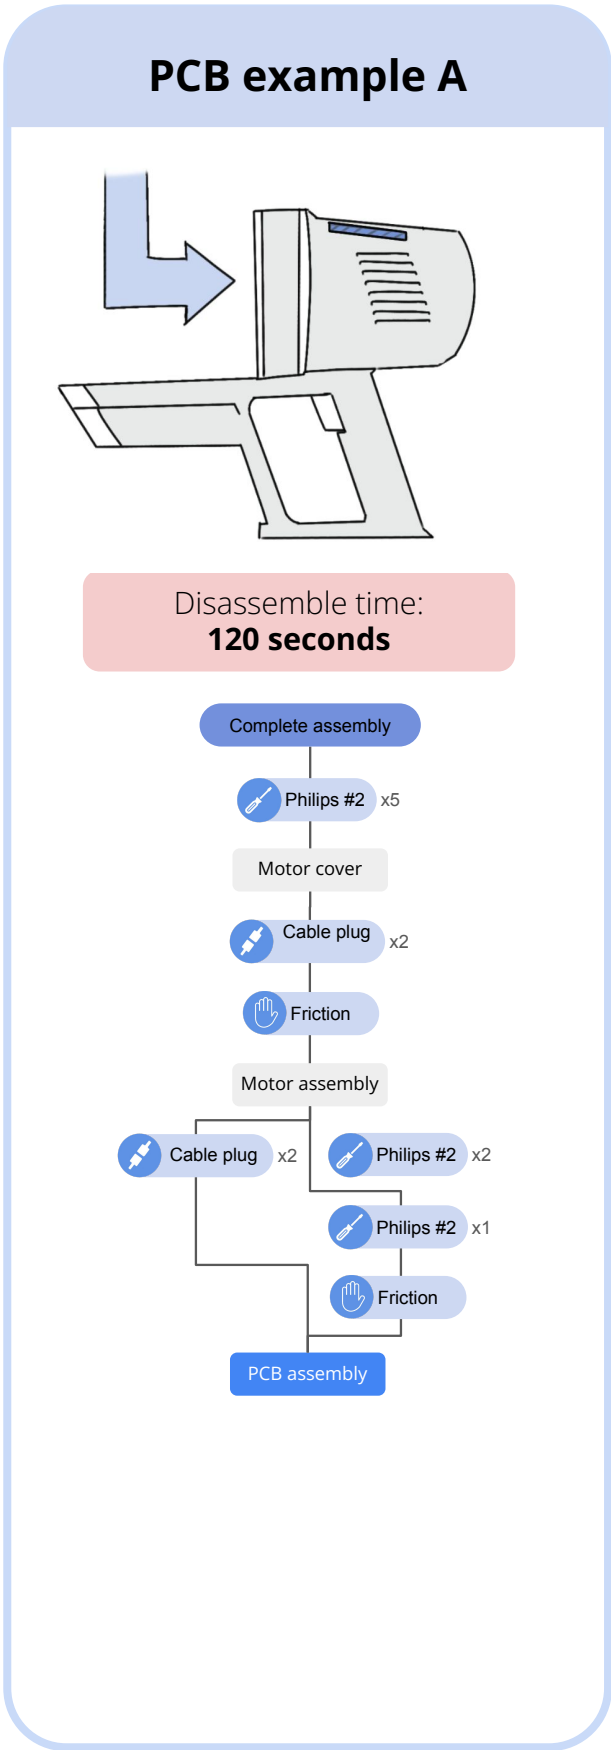 PCB example A
Disassemble time:
120 seconds
Complete assembly
Philips #2 x5
Motor cover
Cable plug x2
Friction
Motor assembly
Cable plug x2
Philips #2 x2
Philips #2 x1
Friction
PCB assembly